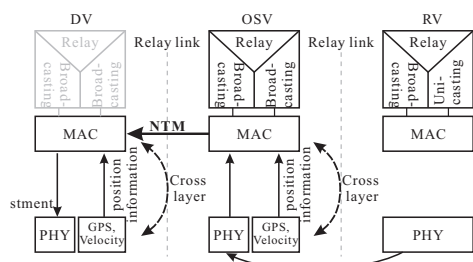 DV
OSV
RV
Relay
Relay link
Relay
Relay link
Relay
Broad-
casting
Broad-
casting
Broad-
casting
Broad-
casting
Broad-
casting
Uni-
casting
MAC
NTM
MAC
MAC
stment
position
information
Cross
layer
position
information
Cross
layer
PHY
GPS,
Velocity
PHY
GPS,
Velocity
PHY